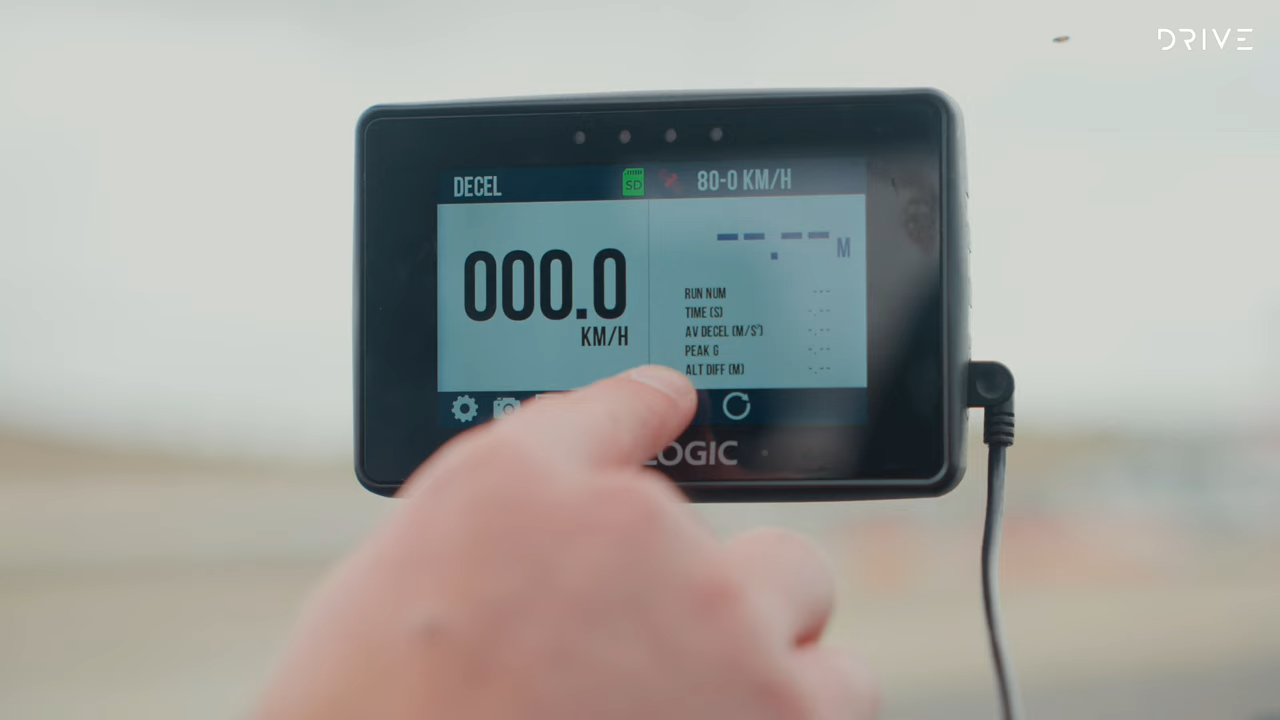 DRIVE
DECEL
SD
80-0 KM/H
000.0
KM/H
--.-- M
RUN NUM ---
TIME (S) -.--
AV DECEL (M/S²) -.--
PEAK G -.--
ALT DIFF (M) -.--
LOGIC